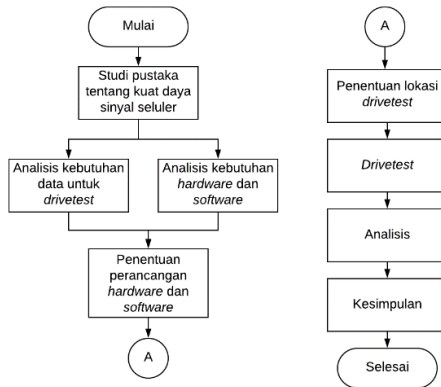 Mulai
Studi pustaka
tentang kuat daya
sinyal seluler
Analisis kebutuhan
data untuk
drivetest
Analisis kebutuhan
hardware dan
software
Penentuan
perancangan
hardware dan
software
A
A
Penentuan lokasi
drivetest
Drivetest
Analisis
Kesimpulan
Selesai